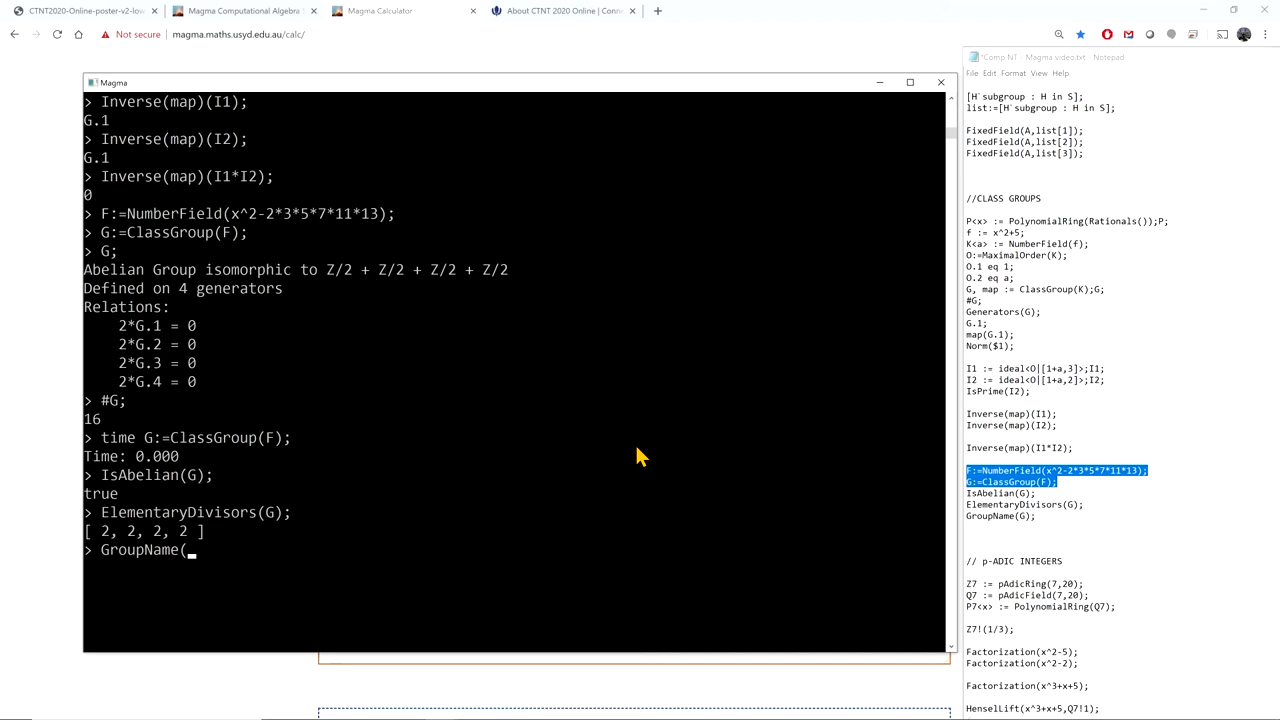 CTNT2020-Online-poster-v2-low
Magma Computational Algebra
Magma Calculator
About CTNT 2020 Online | Conn
Not secure
magma.maths.usyd.edu.au/calc/
Magma
> Inverse(map)(I1);
G.1
> Inverse(map)(I2);
G.1
> Inverse(map)(I1*I2);
0
> F:=NumberField(x^2-2*3*5*7*11*13);
> G:=ClassGroup(F);
> G;
Abelian Group isomorphic to Z/2 + Z/2 + Z/2 + Z/2
Defined on 4 generators
Relations:
2*G.1 = 0
2*G.2 = 0
2*G.3 = 0
2*G.4 = 0
> #G;
16
> time G:=ClassGroup(F);
Time: 0.000
> IsAbelian(G);
true
> ElementaryDivisors(G);
[ 2, 2, 2, 2 ]
> GroupName(_
*Comp NT - Magma video.txt - Notepad
File Edit Format View Help
[H`subgroup : H in S];
list:=[H`subgroup : H in S];
FixedField(A,list[1]);
FixedField(A,list[2]);
FixedField(A,list[3]);
//CLASS GROUPS
P<x> := PolynomialRing(Rationals());P;
f := x^2+5;
K<a> := NumberField(f);
O:=MaximalOrder(K);
O.1 eq 1;
O.2 eq a;
G, map := ClassGroup(K);G;
#G;
Generators(G);
G.1;
map(G.1);
Norm($1);
I1 := ideal<O|[1+a,3]>;I1;
I2 := ideal<O|[1+a,2]>;I2;
IsPrime(I2);
Inverse(map)(I1);
Inverse(map)(I2);
Inverse(map)(I1*I2);
F:=NumberField(x^2-2*3*5*7*11*13);
G:=ClassGroup(F);
IsAbelian(G);
ElementaryDivisors(G);
GroupName(G);
// p-ADIC INTEGERS
Z7 := pAdicRing(7,20);
Q7 := pAdicField(7,20);
P7<x> := PolynomialRing(Q7);
Z7!(1/3);
Factorization(x^2-5);
Factorization(x^2-2);
Factorization(x^3+x+5);
HenselLift(x^3+x+5,Q7!1);